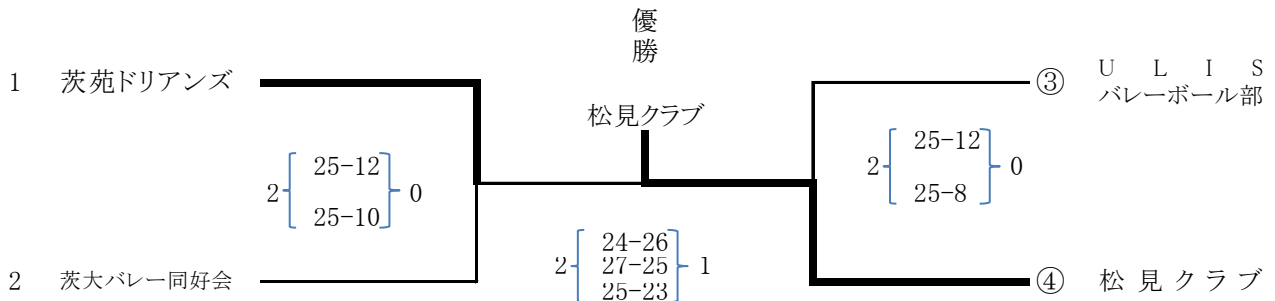 優
勝
1 茨苑ドリアンズ
③ U L I S
バレーボール部
松見クラブ
2 25-12 0
25-10
2 25-12 0
25-8
24-26
2 27-25 1
25-23
2 茨大バレー同好会
④ 松見クラブ